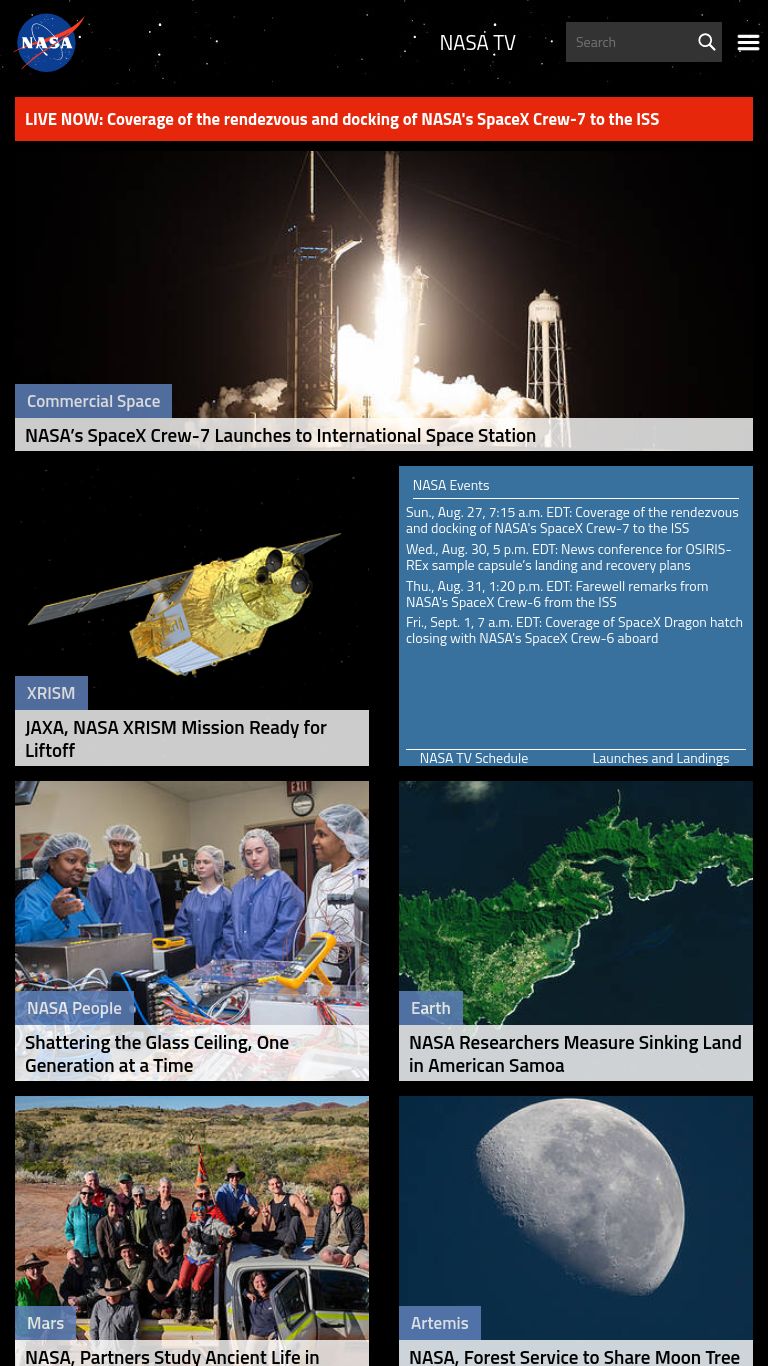 NASA
NASA TV
Search
LIVE NOW: Coverage of the rendezvous and docking of NASA's SpaceX Crew-7 to the ISS
Commercial Space
NASA’s SpaceX Crew-7 Launches to International Space Station
XRISM
JAXA, NASA XRISM Mission Ready for
Liftoff
NASA Events
Sun., Aug. 27, 7:15 a.m. EDT: Coverage of the rendezvous
and docking of NASA's SpaceX Crew-7 to the ISS
Wed., Aug. 30, 5 p.m. EDT: News conference for OSIRIS-
REx sample capsule’s landing and recovery plans
Thu., Aug. 31, 1:20 p.m. EDT: Farewell remarks from
NASA's SpaceX Crew-6 from the ISS
Fri., Sept. 1, 7 a.m. EDT: Coverage of SpaceX Dragon hatch
closing with NASA's SpaceX Crew-6 aboard
NASA TV Schedule
Launches and Landings
EXIT
NASA People
Shattering the Glass Ceiling, One
Generation at a Time
Earth
NASA Researchers Measure Sinking Land
in American Samoa
Mars
NASA, Partners Study Ancient Life in
Artemis
NASA, Forest Service to Share Moon Tree